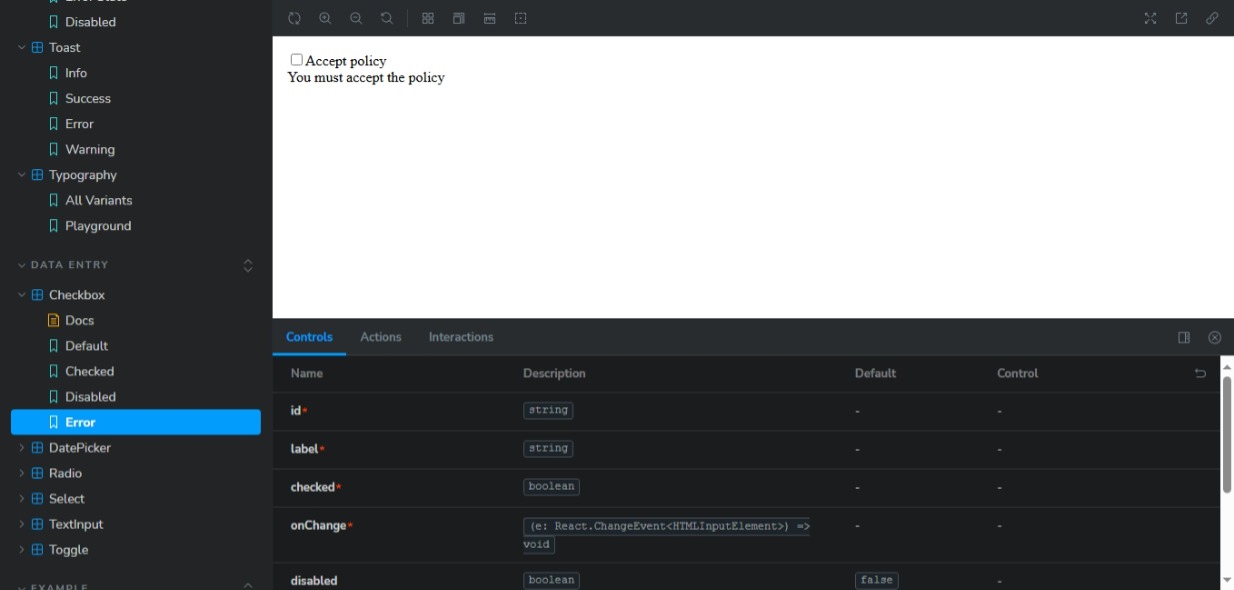 Disabled
Toast
Info
Success
Error
Warning
Typography
All Variants
Playground
DATA ENTRY
Checkbox
Docs
Default
Checked
Disabled
Error
DatePicker
Radio
Select
TextInput
Toggle
EXAMPLE
Accept policy
You must accept the policy
Controls Actions Interactions
Name Description Default Control
id* string - -
label* string - -
checked* boolean - -
onChange* (e: React.ChangeEvent<HTMLInputElement>) => - -
void
disabled boolean false -